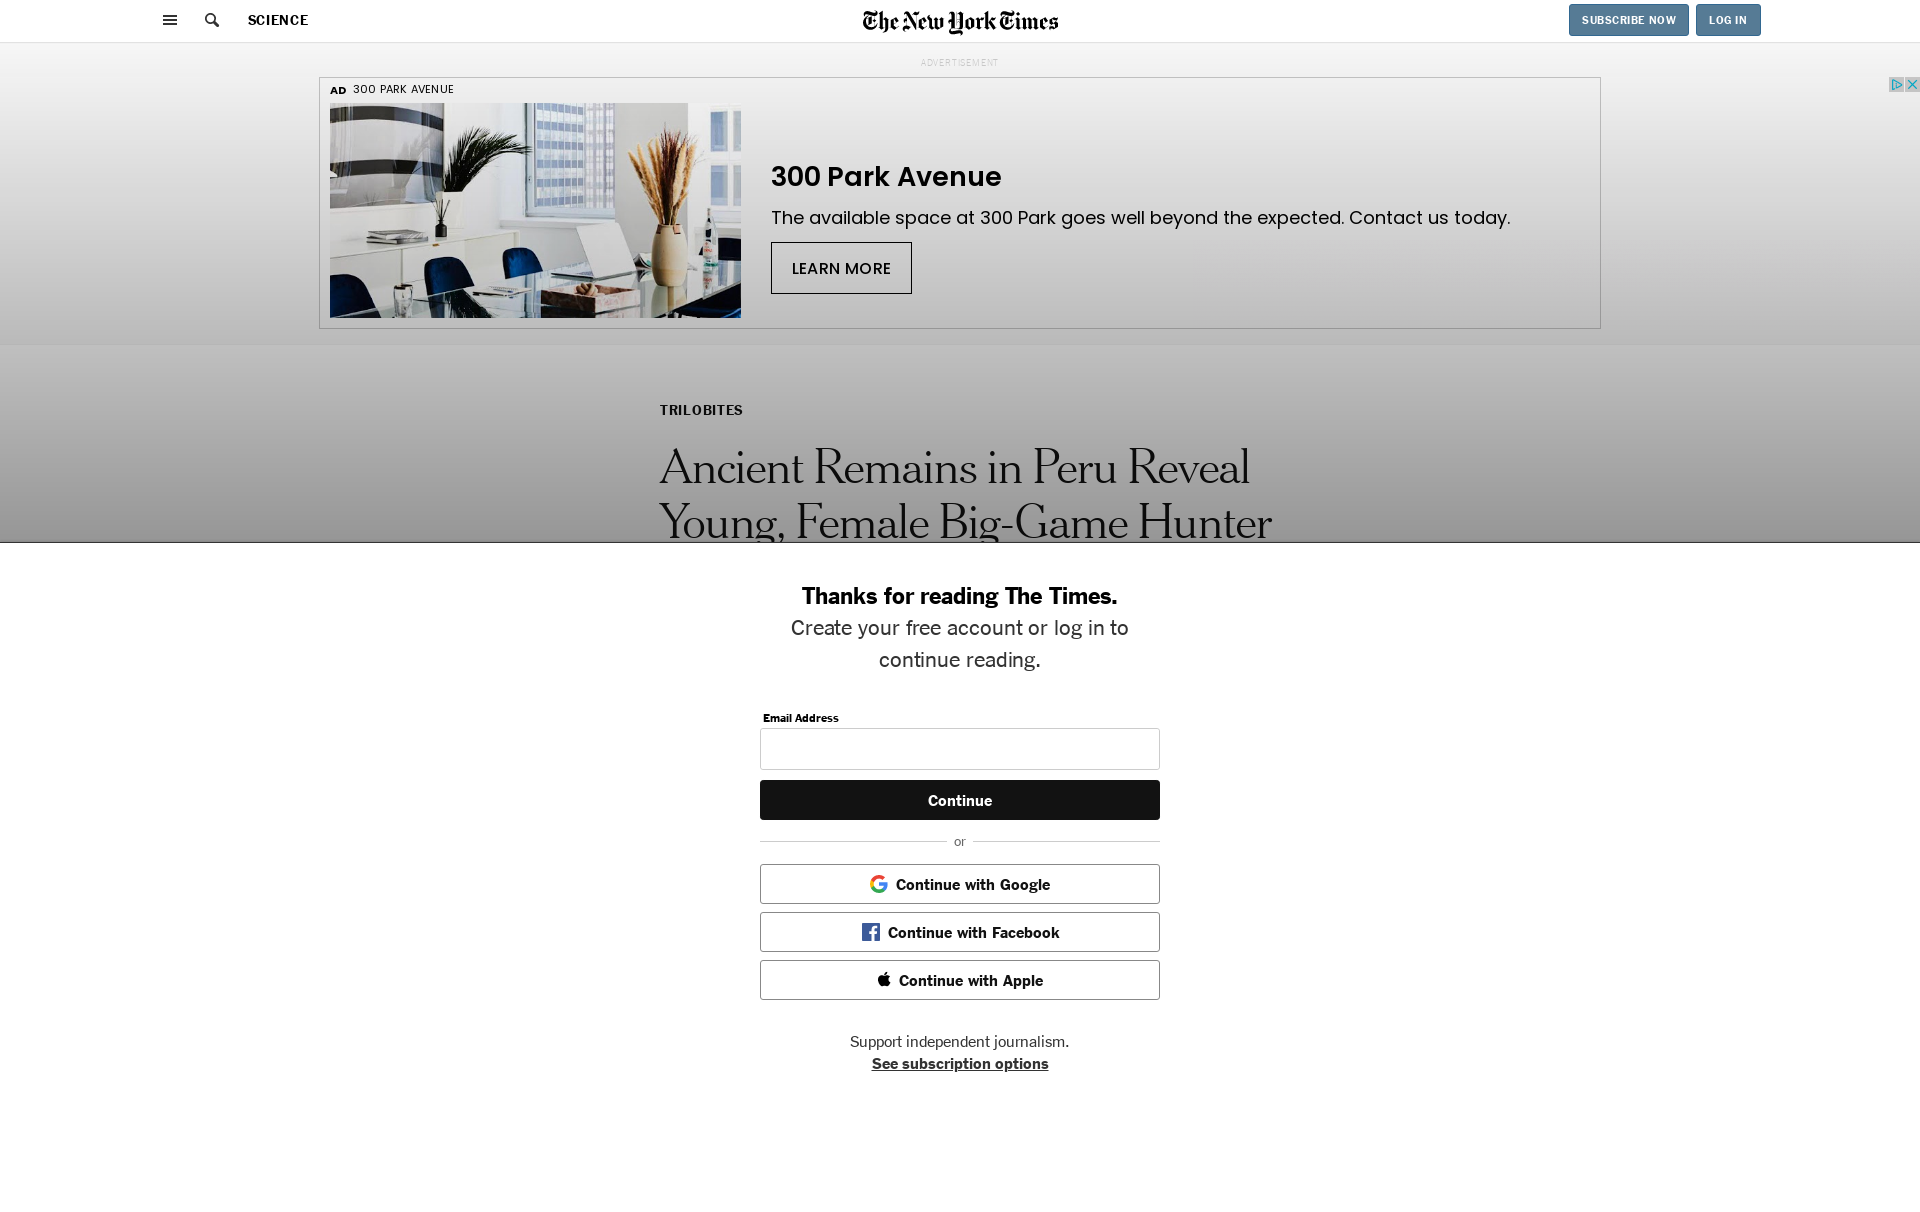 SCIENCE
The New York Times
SUBSCRIBE NOW
LOG IN
ADVERTISEMENT
AD 300 PARK AVENUE
300 Park Avenue
The available space at 300 Park goes well beyond the expected. Contact us today.
LEARN MORE
TRILOBITES
Ancient Remains in Peru Reveal
Young, Female Big-Game Hunter
Thanks for reading The Times.
Create your free account or log in to
continue reading.
Email Address
Continue
or
Continue with Google
Continue with Facebook
Continue with Apple
Support independent journalism.
See subscription options